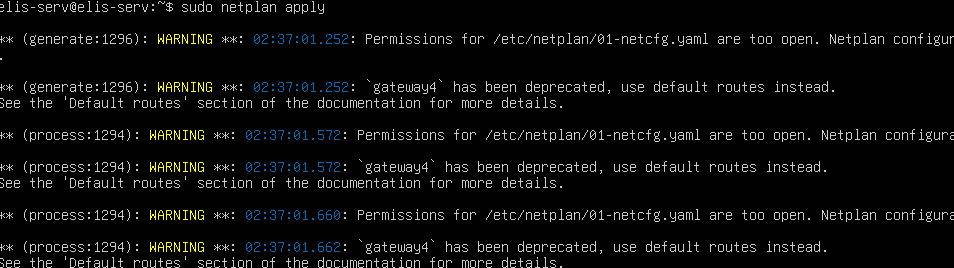 elis-serv@elis-serv:~$ sudo netplan apply
** (generate:1296): WARNING **: 02:37:01.252: Permissions for /etc/netplan/01-netcfg.yaml are too open. Netplan configur
.
** (generate:1296): WARNING **: 02:37:01.252: `gateway4` has been deprecated, use default routes instead.
See the 'Default routes' section of the documentation for more details.
** (process:1294): WARNING **: 02:37:01.572: Permissions for /etc/netplan/01-netcfg.yaml are too open. Netplan configura
** (process:1294): WARNING **: 02:37:01.572: `gateway4` has been deprecated, use default routes instead.
See the 'Default routes' section of the documentation for more details.
** (process:1294): WARNING **: 02:37:01.660: Permissions for /etc/netplan/01-netcfg.yaml are too open. Netplan configura
** (process:1294): WARNING **: 02:37:01.662: `gateway4` has been deprecated, use default routes instead.
See the 'Default routes' section of the documentation for more details.